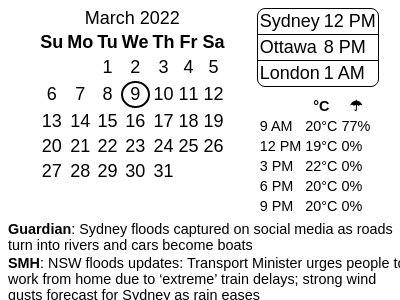 March 2022
Su Mo Tu We Th Fr Sa
1 2 3 4 5
6 7 8 9 10 11 12
13 14 15 16 17 18 19
20 21 22 23 24 25 26
27 28 29 30 31
Sydney 12 PM
Ottawa 8 PM
London 1 AM
°C ☂
9 AM 20°C 77%
12 PM 19°C 0%
3 PM 22°C 0%
6 PM 20°C 0%
9 PM 20°C 0%
Guardian: Sydney floods captured on social media as roads
turn into rivers and cars become boats
SMH: NSW floods updates: Transport Minister urges people to
work from home due to ‘extreme’ train delays; strong wind
gusts forecast for Sydney as rain eases